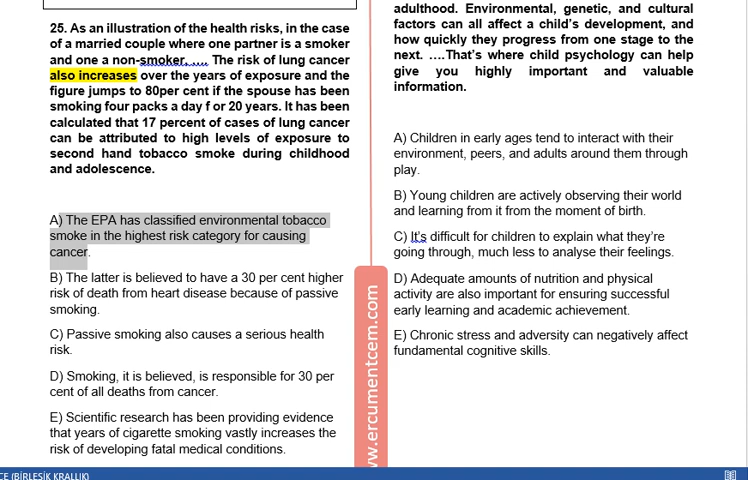 25. As an illustration of the health risks, in the case
of a married couple where one partner is a smoker
and one a non-smoker, .... The risk of lung cancer
also increases over the years of exposure and the
figure jumps to 80per cent if the spouse has been
smoking four packs a day f or 20 years. It has been
calculated that 17 percent of cases of lung cancer
can be attributed to high levels of exposure to
second hand tobacco smoke during childhood
and adolescence.
A) The EPA has classified environmental tobacco
smoke in the highest risk category for causing
cancer.
B) The latter is believed to have a 30 per cent higher
risk of death from heart disease because of passive
smoking.
C) Passive smoking also causes a serious health
risk.
D) Smoking, it is believed, is responsible for 30 per
cent of all deaths from cancer.
E) Scientific research has been providing evidence
that years of cigarette smoking vastly increases the
risk of developing fatal medical conditions.
adulthood. Environmental, genetic, and cultural
factors can all affect a child's development, and
how quickly they progress from one stage to the
next. ....That's where child psychology can help
give you highly important and valuable
information.
A) Children in early ages tend to interact with their
environment, peers, and adults around them through
play.
B) Young children are actively observing their world
and learning from it from the moment of birth.
C) It's difficult for children to explain what they're
going through, much less to analyse their feelings.
D) Adequate amounts of nutrition and physical
activity are also important for ensuring successful
early learning and academic achievement.
E) Chronic stress and adversity can negatively affect
fundamental cognitive skills.
w.ercumentcem.com
CE (BİRLEŞİK KRALLIK)